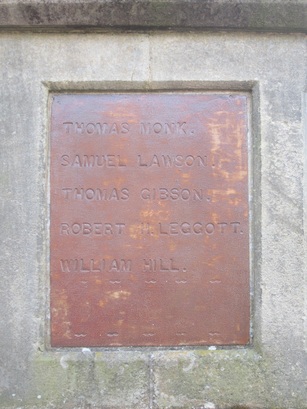 THOMAS MONK.
SAMUEL LAWSON.
THOMAS GIBSON.
ROBERT LEGGOTT.
WILLIAM HILL.